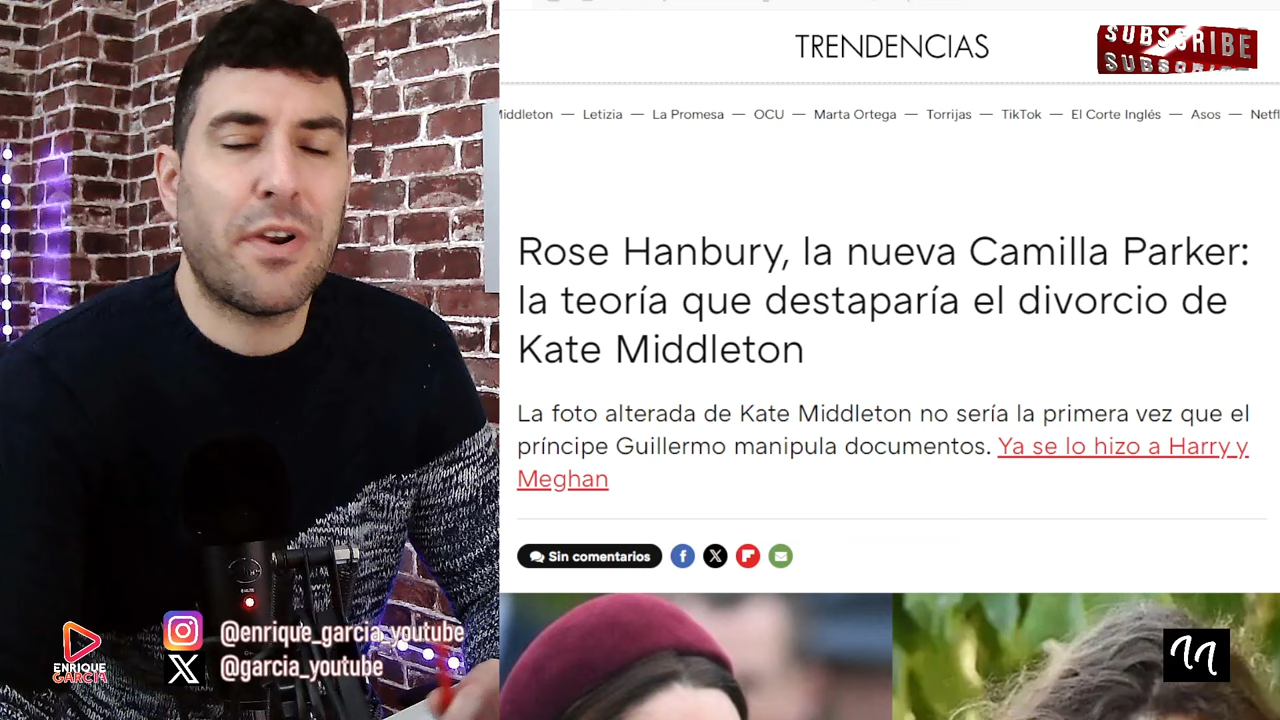 TRENDENCIAS
SUBSCRIBE
Middleton — Letizia — La Promesa — OCU — Marta Ortega — Torrijas — TikTok — El Corte Inglés — Asos —
Rose Hanbury, la nueva Camilla Parker:
la teoría que destaparía el divorcio de
Kate Middleton
La foto alterada de Kate Middleton no sería la primera vez que el
príncipe Guillermo manipula documentos. Ya se lo hizo a Harry y
Meghan
Sin comentarios
@enrique_garcia_youtube
@garcia_youtube
ENRIQUE
GARCIA